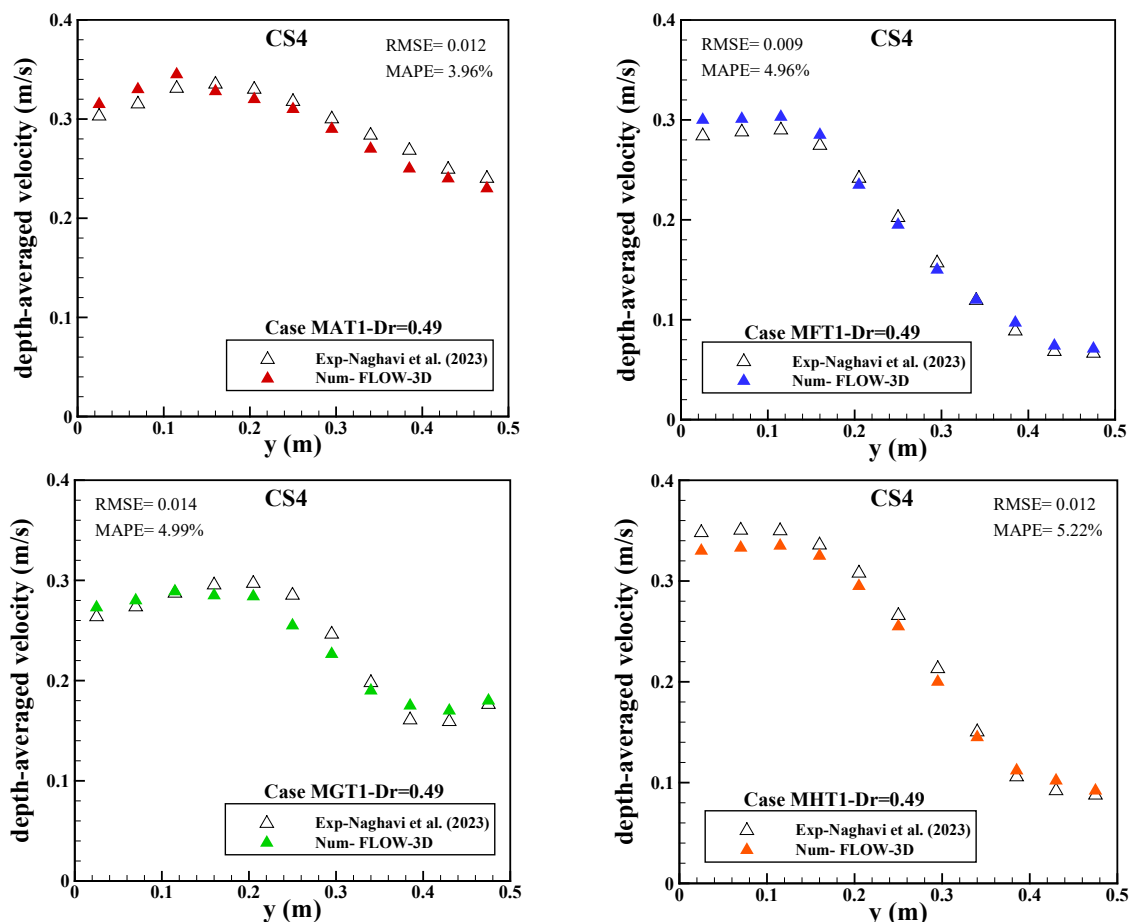 CS4
RMSE= 0.012
MAPE= 3.96%
depth-averaged velocity (m/s)
0.4
0.3
0.2
0.1
0
Case MAT1-Dr=0.49
Exp-Naghavi et al. (2023)
Num- FLOW-3D
0 0.1 0.2 0.3 0.4 0.5
y (m)
CS4
RMSE= 0.009
MAPE= 4.96%
depth-averaged velocity (m/s)
0.4
0.3
0.2
0.1
0
Case MFT1-Dr=0.49
Exp-Naghavi et al. (2023)
Num- FLOW-3D
0 0.1 0.2 0.3 0.4 0.5
y (m)
CS4
RMSE= 0.014
MAPE= 4.99%
depth-averaged velocity (m/s)
0.4
0.3
0.2
0.1
0
Case MGT1-Dr=0.49
Exp-Naghavi et al. (2023)
Num- FLOW-3D
0 0.1 0.2 0.3 0.4 0.5
y (m)
CS4
RMSE= 0.012
MAPE= 5.22%
depth-averaged velocity (m/s)
0.4
0.3
0.2
0.1
0
Case MHT1-Dr=0.49
Exp-Naghavi et al. (2023)
Num- FLOW-3D
0 0.1 0.2 0.3 0.4 0.5
y (m)